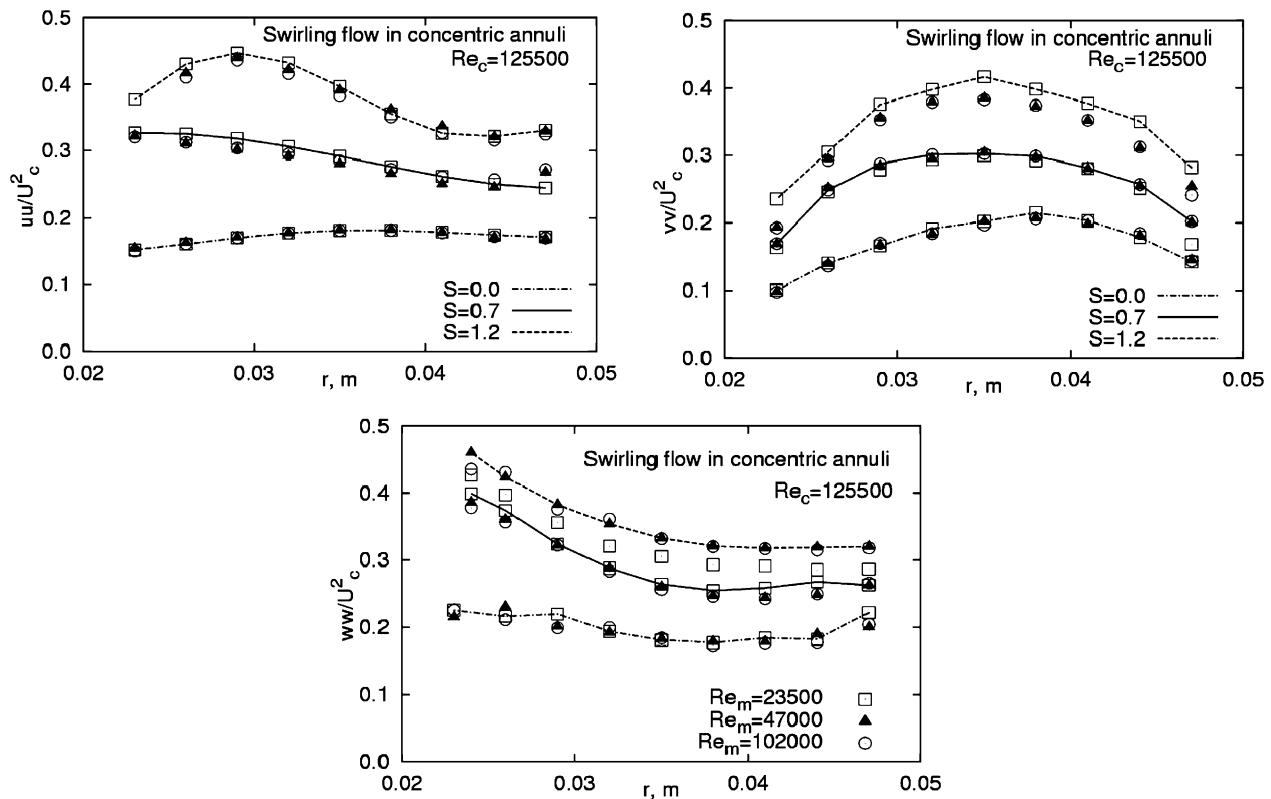 Swirling flow in concentric annuli
Re_c=125500
uu/U²_c
0.5
0.4
0.3
0.2
0.1
0.0
S=0.0
S=0.7
S=1.2
0.02 0.03 0.04 0.05
r, m
Swirling flow in concentric annuli
Re_c=125500
vv/U²_c
0.5
0.4
0.3
0.2
0.1
0.0
S=0.0
S=0.7
S=1.2
0.02 0.03 0.04 0.05
r, m
Swirling flow in concentric annuli
Re_c=125500
ww/U²_c
0.5
0.4
0.3
0.2
0.1
0.0
Re_m=23500
Re_m=47000
Re_m=102000
0.02 0.03 0.04 0.05
r, m